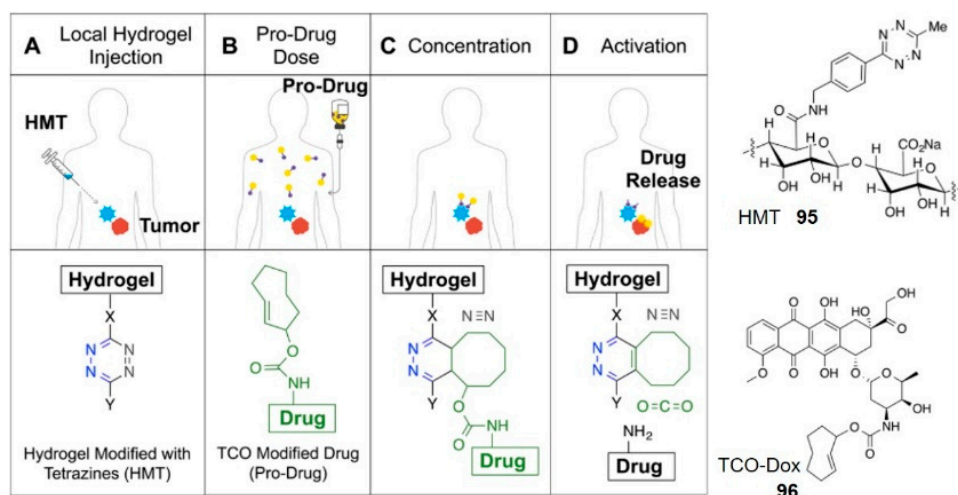 A Local Hydrogel Injection
B Pro-Drug Dose
C Concentration
D Activation
HMT
Tumor
Pro-Drug
Drug Release
Hydrogel
X
N N
N N
Y
Hydrogel Modified with
Tetrazines (HMT)
O
O NH
Drug
TCO Modified Drug
(Pro-Drug)
Hydrogel
X N≡N
N
N
Y
O NH
O
Drug
Hydrogel
X N≡N
N
N
Y
O=C=O
NH₂
Drug
Me
N N
N N
O NH
H H
O CO₂Na
H O
O O
H OH H H
OH H OH H
HMT 95
O OH O OH
OH
O
O O OH O
O
OH
O NH
O
TCO-Dox
96